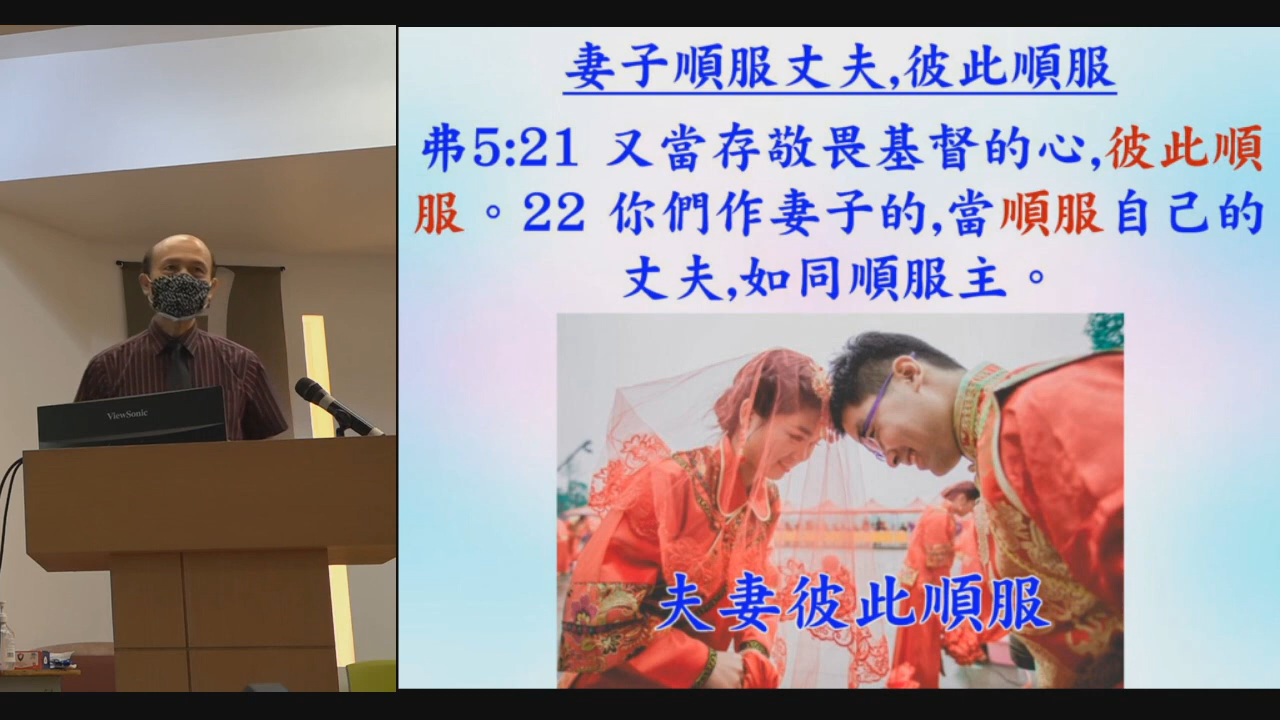 ViewSonic
妻子順服丈夫,彼此順服
弗5:21 又當存敬畏基督的心,彼此順
服。22 你們作妻子的,當順服自己的
丈夫,如同順服主。
夫妻彼此順服